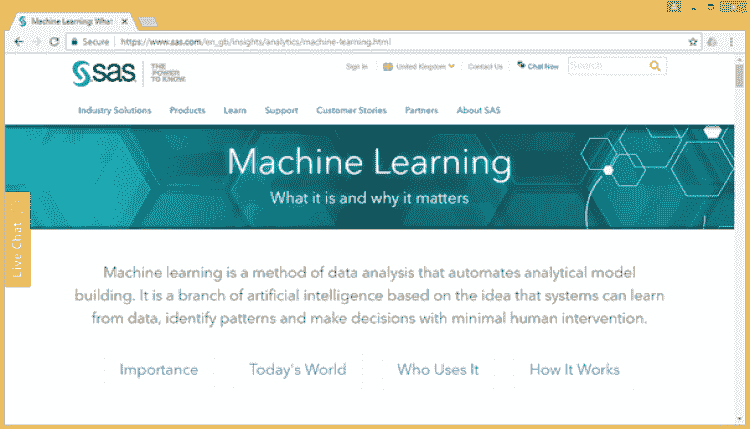 Machine Learning: What
Secure
https://www.sas.com/en_gb/insights/analytics/machine-learning.html
sas THE POWER TO KNOW
Sign In United Kingdom Contact Us Chat Now Search
Industry Solutions Products Learn Support Customer Stories Partners About SAS
Machine Learning
What it is and why it matters
Live Chat
Machine learning is a method of data analysis that automates analytical model
building. It is a branch of artificial intelligence based on the idea that systems can learn
from data, identify patterns and make decisions with minimal human intervention.
Importance Today's World Who Uses It How It Works